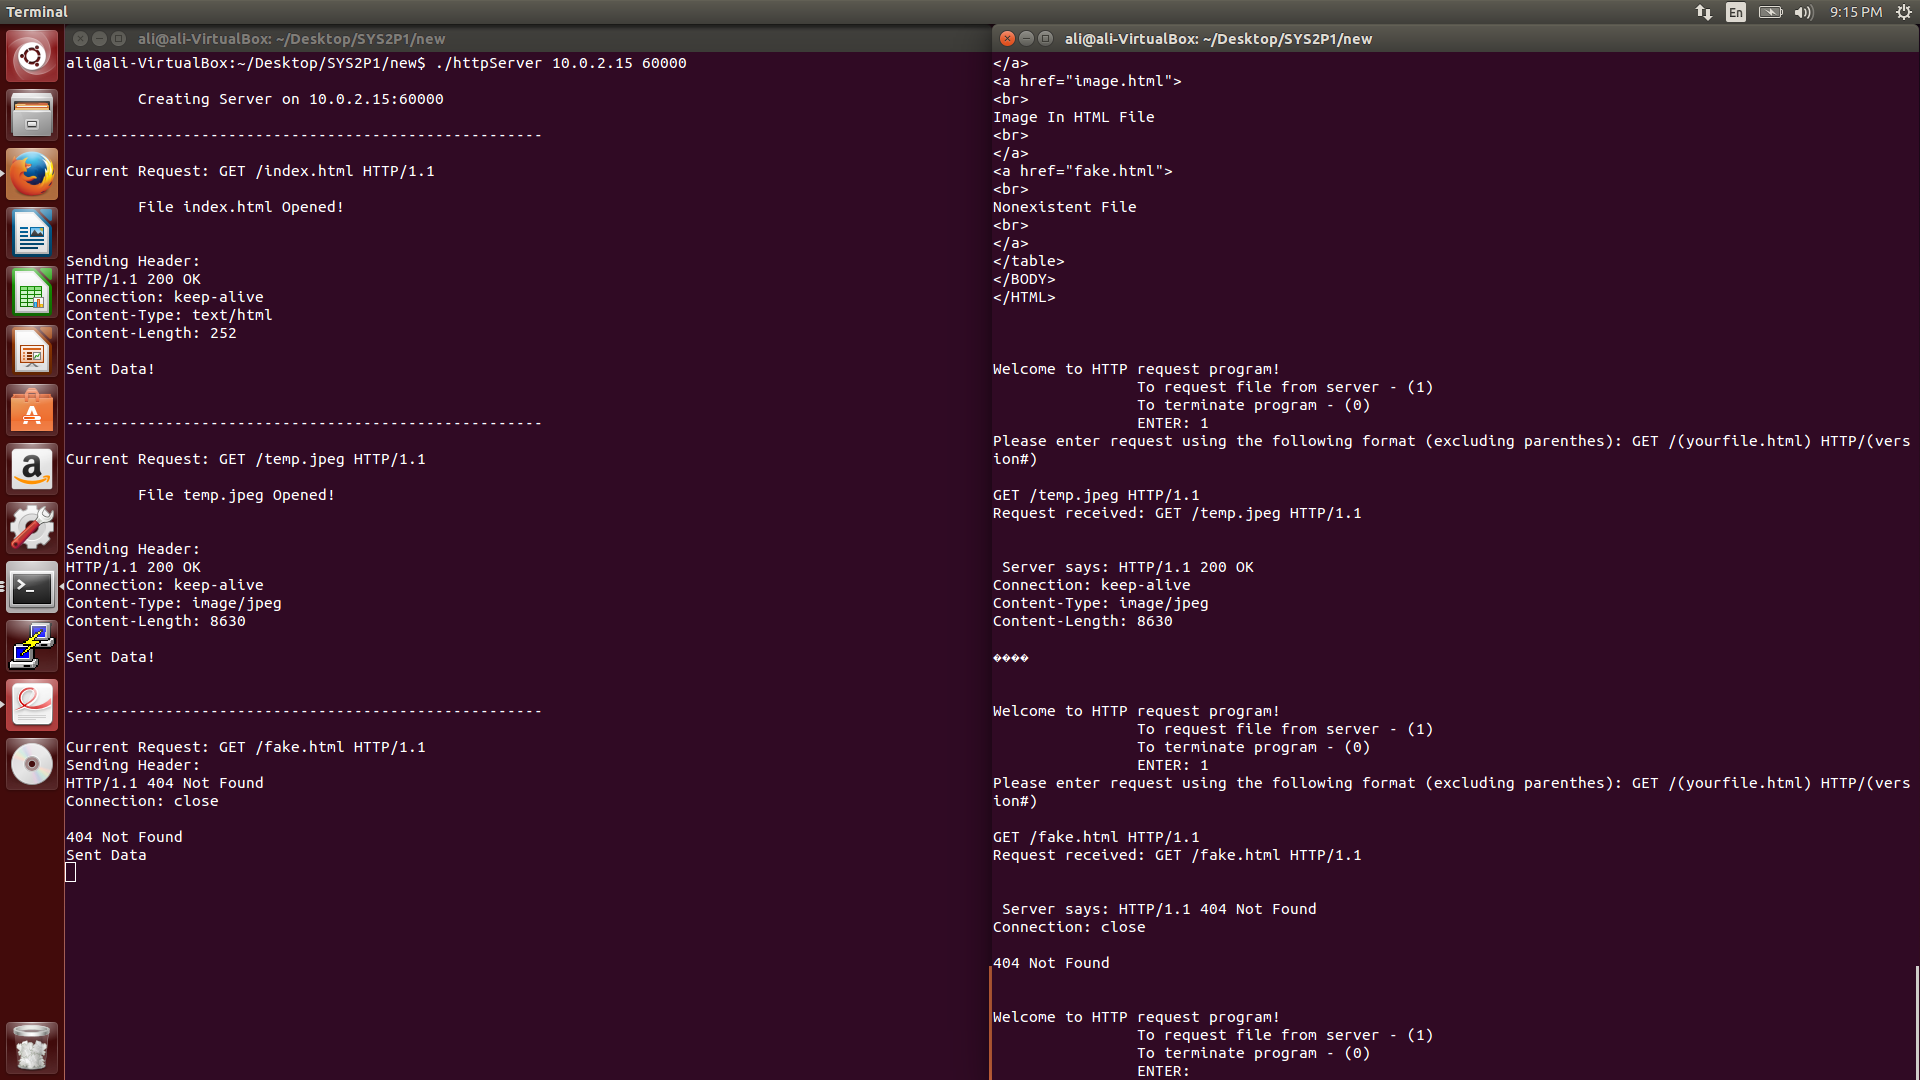 Terminal
En
9:15 PM
ali@ali-VirtualBox: ~/Desktop/SYS2P1/new
ali@ali-VirtualBox:~/Desktop/SYS2P1/new$ ./httpServer 10.0.2.15 60000
Creating Server on 10.0.2.15:60000
-----------------------------------------------------
Current Request: GET /index.html HTTP/1.1
File index.html Opened!
Sending Header:
HTTP/1.1 200 OK
Connection: keep-alive
Content-Type: text/html
Content-Length: 252
Sent Data!
-----------------------------------------------------
Current Request: GET /temp.jpeg HTTP/1.1
File temp.jpeg Opened!
Sending Header:
HTTP/1.1 200 OK
Connection: keep-alive
Content-Type: image/jpeg
Content-Length: 8630
Sent Data!
-----------------------------------------------------
Current Request: GET /fake.html HTTP/1.1
Sending Header:
HTTP/1.1 404 Not Found
Connection: close
404 Not Found
Sent Data
ali@ali-VirtualBox: ~/Desktop/SYS2P1/new
</a>
<a href="image.html">
<br>
Image In HTML File
<br>
</a>
<a href="fake.html">
<br>
Nonexistent File
<br>
</a>
</table>
</BODY>
</HTML>
Welcome to HTTP request program!
To request file from server - (1)
To terminate program - (0)
ENTER: 1
Please enter request using the following format (excluding parenthes): GET /(yourfile.html) HTTP/(vers
ion#)
GET /temp.jpeg HTTP/1.1
Request received: GET /temp.jpeg HTTP/1.1
Server says: HTTP/1.1 200 OK
Connection: keep-alive
Content-Type: image/jpeg
Content-Length: 8630
����
Welcome to HTTP request program!
To request file from server - (1)
To terminate program - (0)
ENTER: 1
Please enter request using the following format (excluding parenthes): GET /(yourfile.html) HTTP/(vers
ion#)
GET /fake.html HTTP/1.1
Request received: GET /fake.html HTTP/1.1
Server says: HTTP/1.1 404 Not Found
Connection: close
404 Not Found
Welcome to HTTP request program!
To request file from server - (1)
To terminate program - (0)
ENTER: